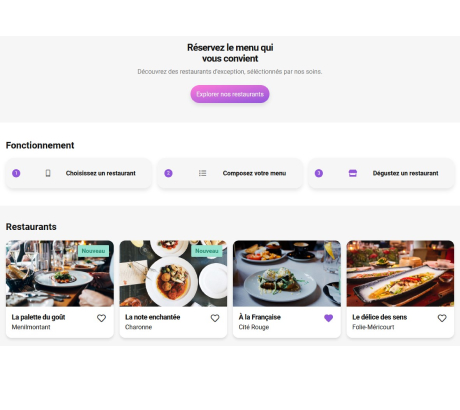 Réservez le menu qui
vous convient
Découvrez des restaurants d'exception, sélectionnés par nos soins.
Explorer nos restaurants
Fonctionnement
1 Choisissez un restaurant
2 Composez votre menu
3 Dégustez un restaurant
Restaurants
Nouveau
Nouveau
La palette du goût
Menilmontant
La note enchantée
Charonne
À la Française
Cité Rouge
Le délice des sens
Folie-Méricourt